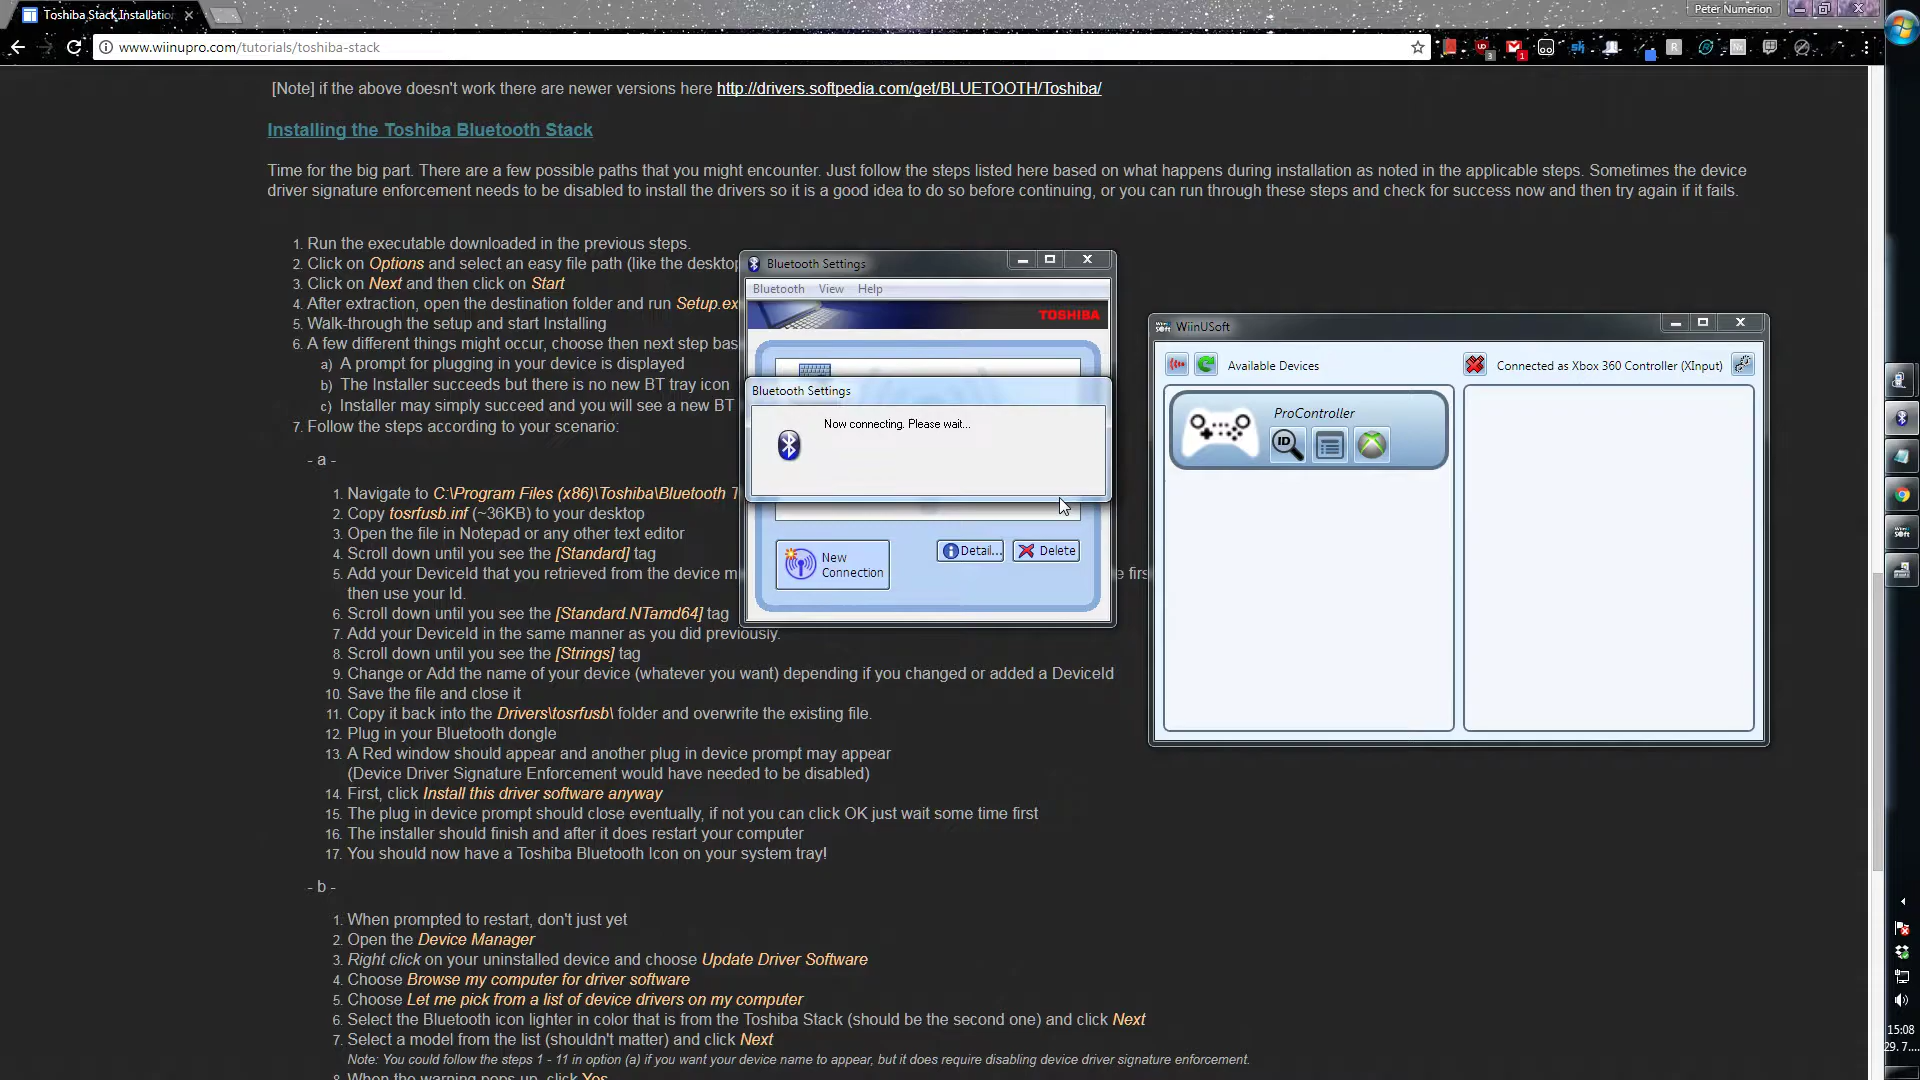 Toshiba Stack Installatio
Peter Numerion
www.wiinupro.com/tutorials/toshiba-stack
[Note] if the above doesn't work there are newer versions here http://drivers.softpedia.com/get/BLUETOOTH/Toshiba/
Installing the Toshiba Bluetooth Stack
Time for the big part. There are a few possible paths that you might encounter. Just follow the steps listed here based on what happens during installation as noted in the applicable steps. Sometimes the device
driver signature enforcement needs to be disabled to install the drivers so it is a good idea to do so before continuing, or you can run through these steps and check for success now and then try again if it fails.
1. Run the executable downloaded in the previous steps.
2. Click on Options and select an easy file path (like the desktop
3. Click on Next and then click on Start
4. After extraction, open the destination folder and run Setup.ex
5. Walk-through the setup and start Installing
6. A few different things might occur, choose then next step bas
a) A prompt for plugging in your device is displayed
b) The Installer succeeds but there is no new BT tray icon
c) Installer may simply succeed and you will see a new BT
7. Follow the steps according to your scenario:
- a -
1. Navigate to C:\Program Files (x86)\Toshiba\Bluetooth T
2. Copy tosrfusb.inf (~36KB) to your desktop
3. Open the file in Notepad or any other text editor
4. Scroll down until you see the [Standard] tag
5. Add your DeviceId that you retrieved from the device m
e firs
then use your Id.
6. Scroll down until you see the [Standard.NTamd64] tag
7. Add your DeviceId in the same manner as you did previously.
8. Scroll down until you see the [Strings] tag
9. Change or Add the name of your device (whatever you want) depending if you changed or added a DeviceId
10. Save the file and close it
11. Copy it back into the Drivers\tosrfusb\ folder and overwrite the existing file.
12. Plug in your Bluetooth dongle
13. A Red window should appear and another plug in device prompt may appear
(Device Driver Signature Enforcement would have needed to be disabled)
14. First, click Install this driver software anyway
15. The plug in device prompt should close eventually, if not you can click OK just wait some time first
16. The installer should finish and after it does restart your computer
17. You should now have a Toshiba Bluetooth Icon on your system tray!
- b -
1. When prompted to restart, don't just yet
2. Open the Device Manager
3. Right click on your uninstalled device and choose Update Driver Software
4. Choose Browse my computer for driver software
5. Choose Let me pick from a list of device drivers on my computer
6. Select the Bluetooth icon lighter in color that is from the Toshiba Stack (should be the second one) and click Next
7. Select a model from the list (shouldn't matter) and click Next
Note: You could follow the steps 1 - 11 in option (a) if you want your device name to appear, but it does require disabling device driver signature enforcement.
8. When the warning pops up, click Yes
Bluetooth Settings
Bluetooth View Help
TOSHIBA
Bluetooth Settings
Now connecting. Please wait...
New
Connection
Detail...
Delete
WiinUSoft
Available Devices
Connected as Xbox 360 Controller (XInput)
ProController
ID
15:08
29. 7....